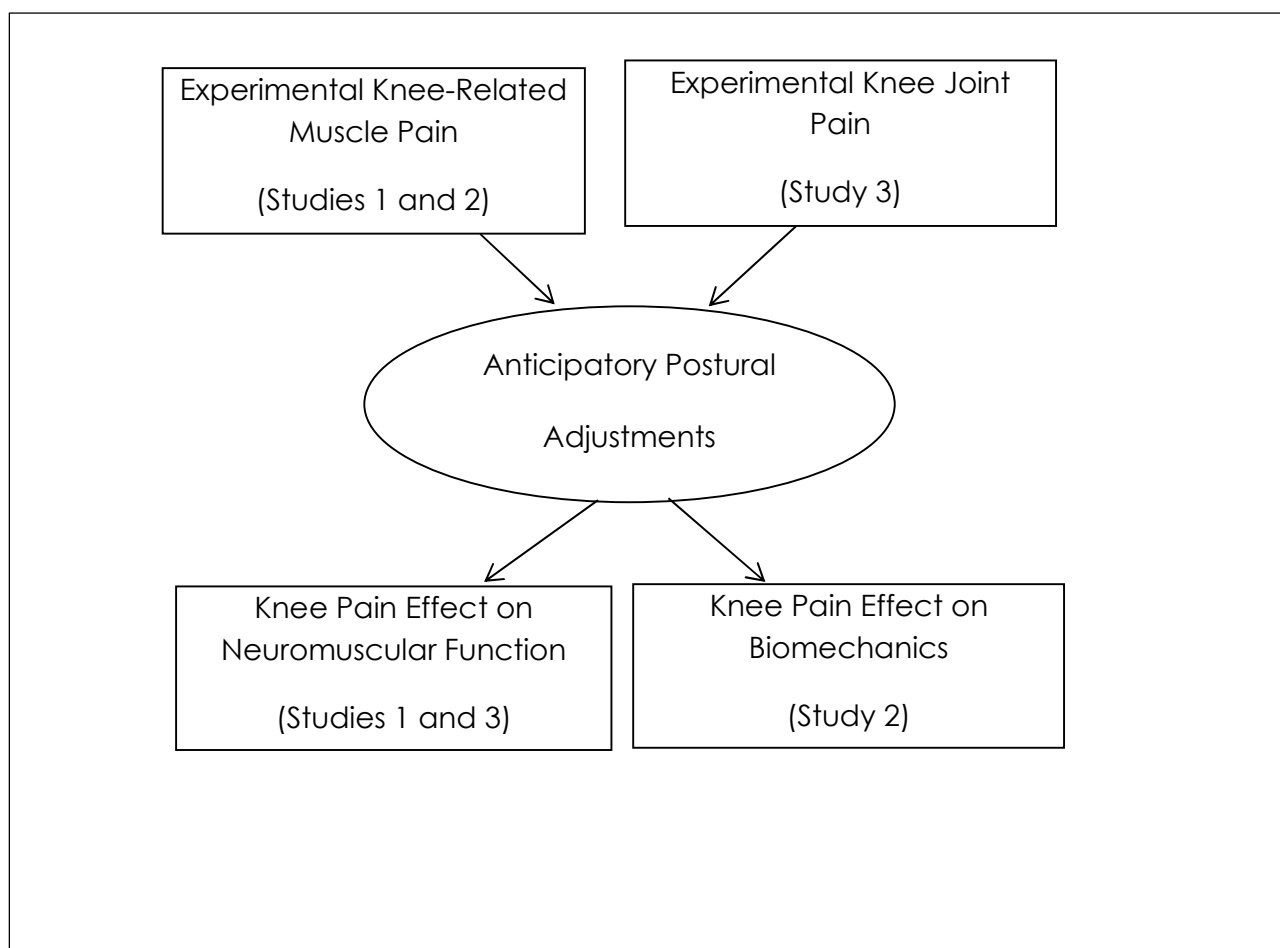 Experimental Knee-Related
Muscle Pain
(Studies 1 and 2)
Experimental Knee Joint
Pain
(Study 3)
Anticipatory Postural
Adjustments
Knee Pain Effect on
Neuromuscular Function
(Studies 1 and 3)
Knee Pain Effect on
Biomechanics
(Study 2)